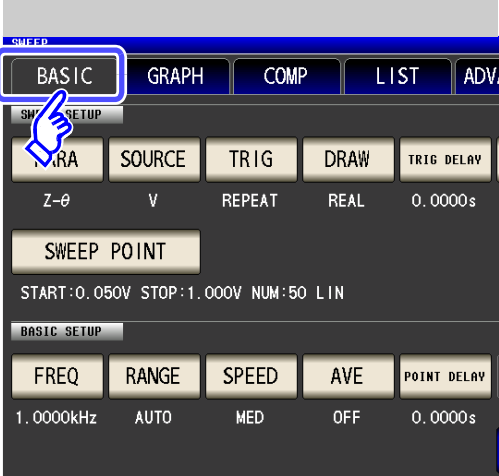 SWEEP
BASIC GRAPH COMP LIST
SETUP
SOURCE TRIG DRAW TRIG DELAY
Z-θ V REPEAT REAL 0.0000s
SWEEP POINT
START:0.050V STOP:1.000V NUM:50 LIN
BASIC SETUP
FREQ RANGE SPEED AVE POINT DELAY
1.0000kHz AUTO MED OFF 0.0000s